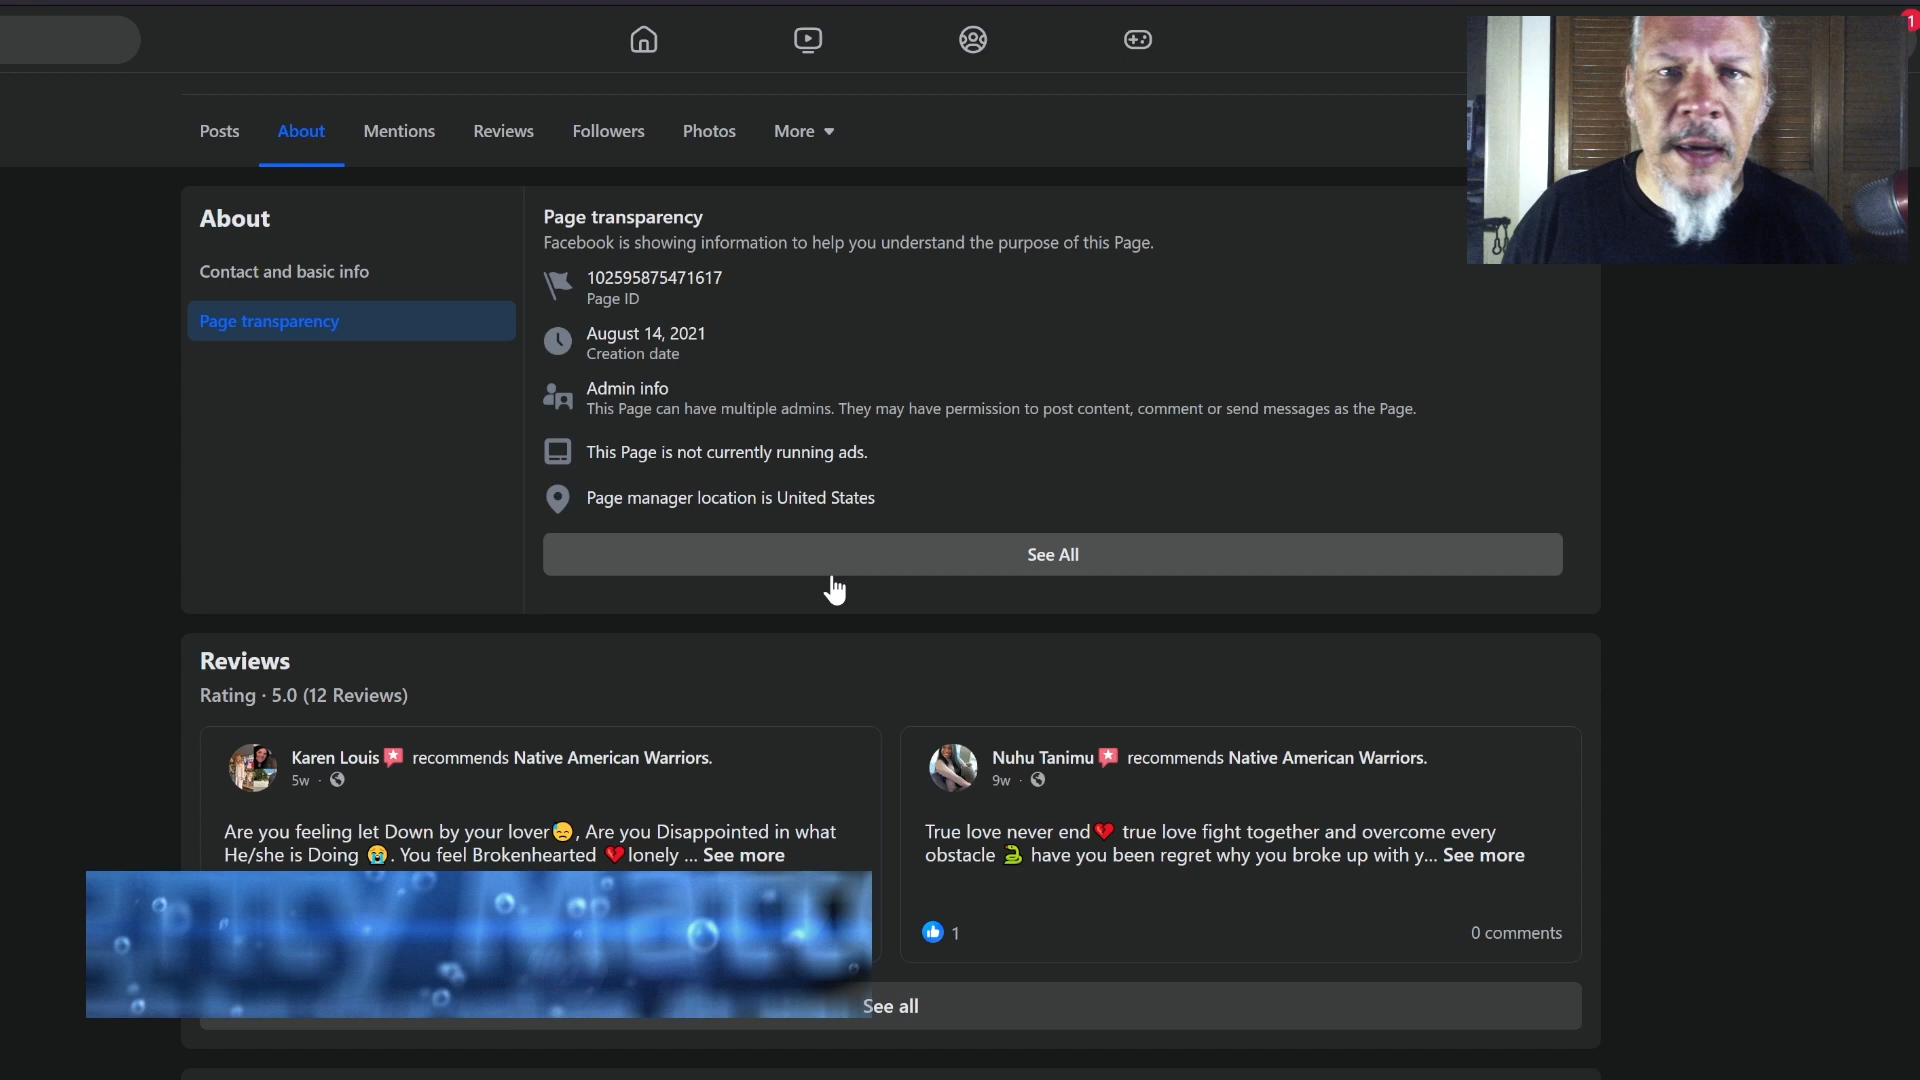 1
Posts
About
Mentions
Reviews
Followers
Photos
More
About
Contact and basic info
Page transparency
Page transparency
Facebook is showing information to help you understand the purpose of this Page.
102595875471617
Page ID
August 14, 2021
Creation date
Admin info
This Page can have multiple admins. They may have permission to post content, comment or send messages as the Page.
This Page is not currently running ads.
Page manager location is United States
See All
Reviews
Rating · 5.0 (12 Reviews)
Karen Louis recommends Native American Warriors.
5w ·
Are you feeling let Down by your lover😓, Are you Disappointed in what
He/she is Doing 😭. You feel Brokenhearted 💔lonely ... See more
Nuhu Tanimu recommends Native American Warriors.
9w ·
True love never end💔 true love fight together and overcome every
obstacle 🐍 have you been regret why you broke up with y... See more
1
0 comments
See all